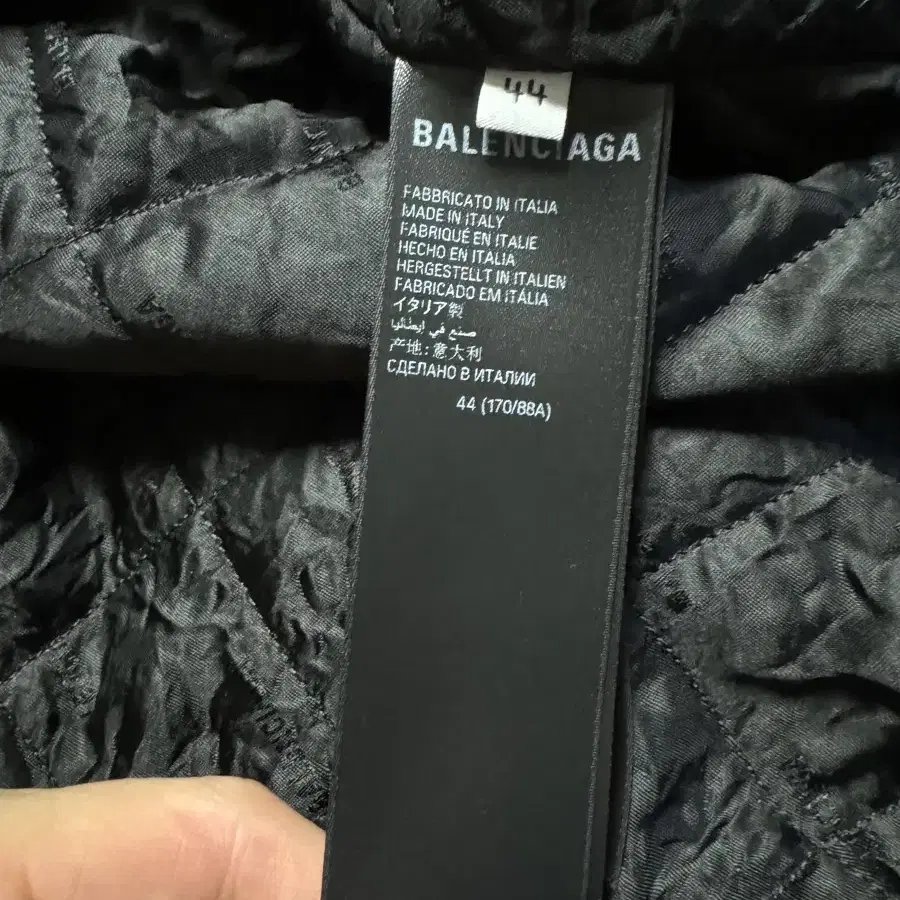 44
BALENCIAGA
FABBRICATO IN ITALIA
MADE IN ITALY
FABRIQUÉ EN ITALIE
HECHO EN ITALIA
HERGESTELLT IN ITALIEN
FABRICADO EM ITÁLIA
イタリア製
صنع في إيطاليا
产地:意大利
СДЕЛАНО В ИТАЛИИ
44 (170/88A)